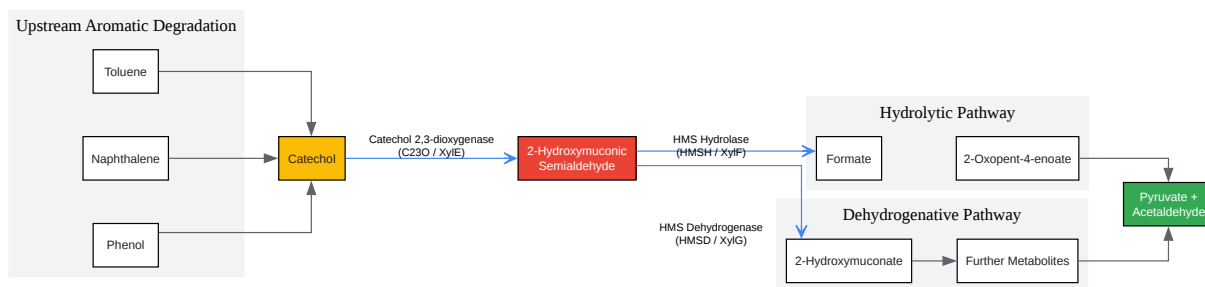 Upstream Aromatic Degradation
Toluene
Naphthalene
Phenol
Catechol
Catechol 2,3-dioxygenase
(C23O / XylE)
2-Hydroxymuconic
Semialdehyde
HMS Hydrolase
(HMSH / XylF)
HMS Dehydrogenase
(HMSD / XylG)
Hydrolytic Pathway
Formate
2-Oxopent-4-enoate
Dehydrogenative Pathway
2-Hydroxymuconate
Further Metabolites
Pyruvate +
Acetaldehyde